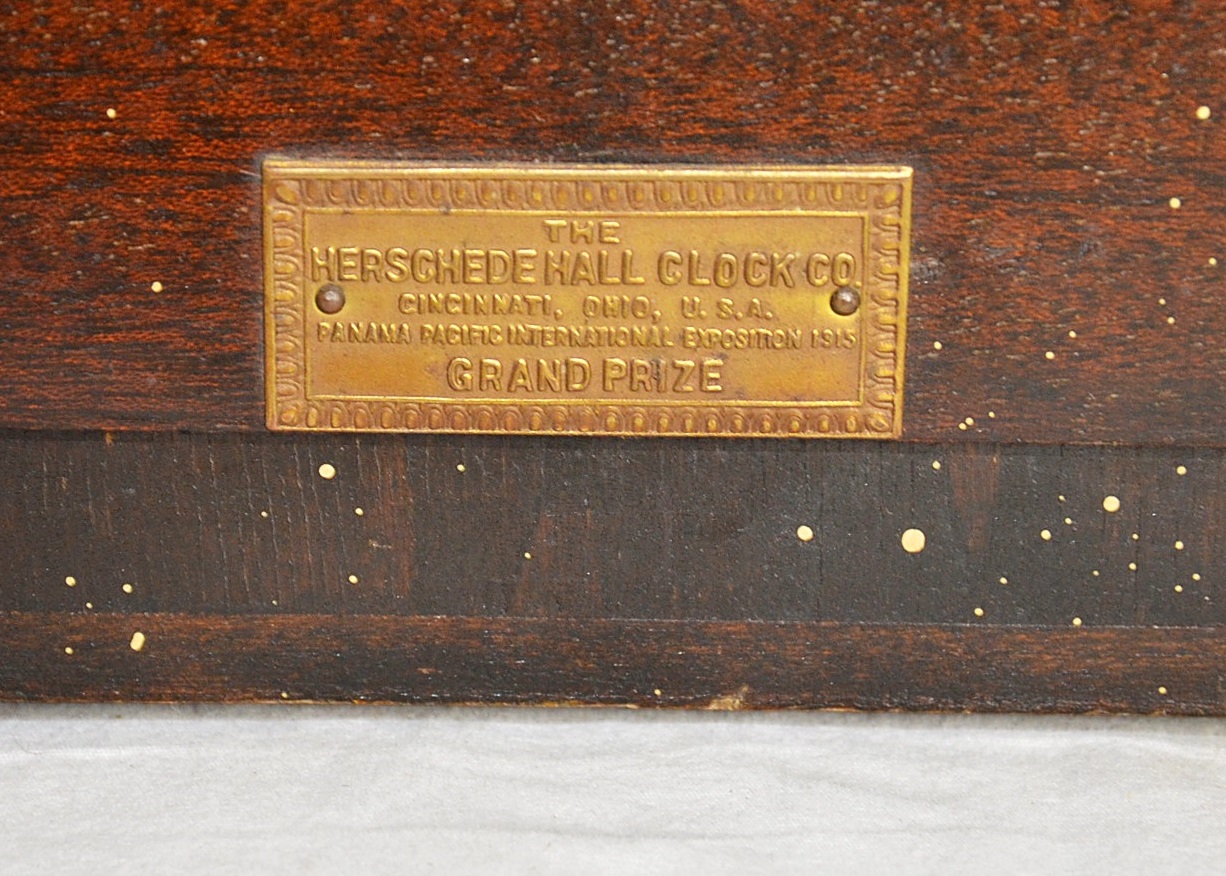 THE
HERSCHEDE HALL CLOCK CO.
CINCINNATI, OHIO, U.S.A.
PANAMA PACIFIC INTERNATIONAL EXPOSITION 1915
GRAND PRIZE